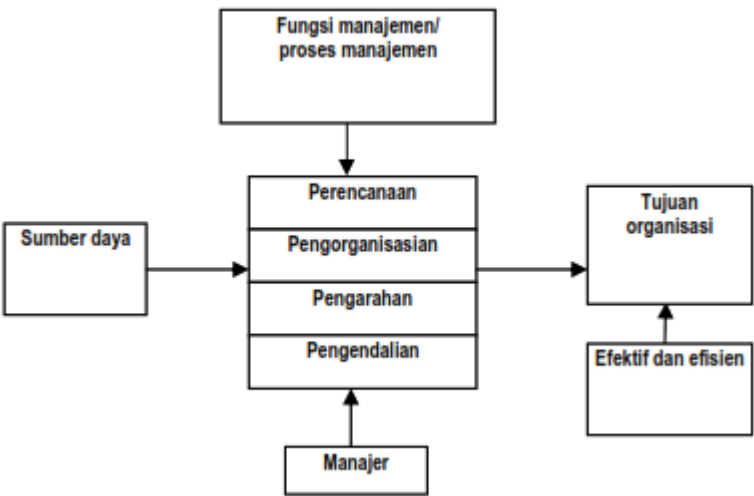 Fungsi manajemen/
proses manajemen
Perencanaan
Pengorganisasian
Pengarahan
Pengendalian
Sumber daya
Tujuan
organisasi
Efektif dan efisien
Manajer